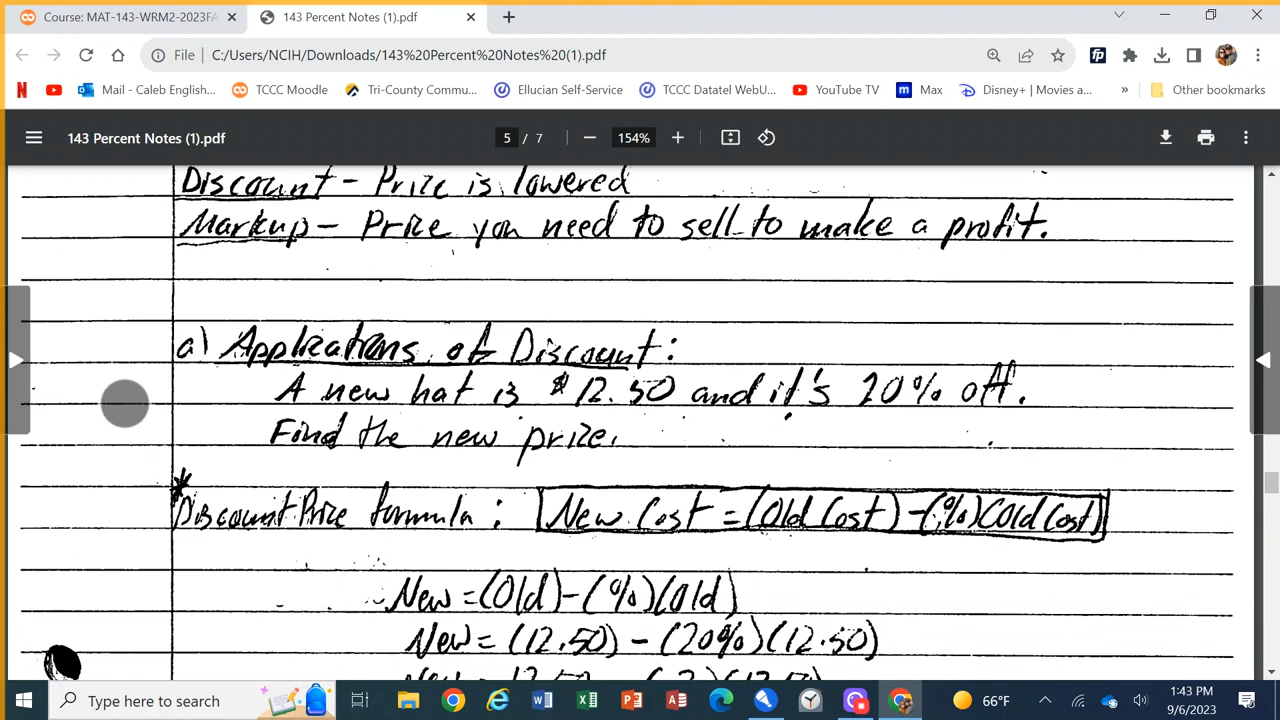 Course: MAT-143-WRM2-2023FA
143 Percent Notes (1).pdf
File
C:/Users/NCIH/Downloads/143%20Percent%20Notes%20(1).pdf
Mail - Caleb English...
TCCC Moodle
Tri-County Commu...
Ellucian Self-Service
TCCC Datatel WebU...
YouTube TV
Max
Disney+ | Movies a...
»
Other bookmarks
143 Percent Notes (1).pdf
5 / 7
154%
Discount - Price is lowered
Markup - Price you need to sell to make a profit.
a) Applications of Discount:
A new hat is $12.50 and it's 20% off.
Find the new price.
*
Discount Price formula: New Cost = (Old Cost) - (%)(Old Cost)
New = (Old) - (%)(Old)
New = (12.50) - (20%)(12.50)
Type here to search
66°F
1:43 PM
9/6/2023